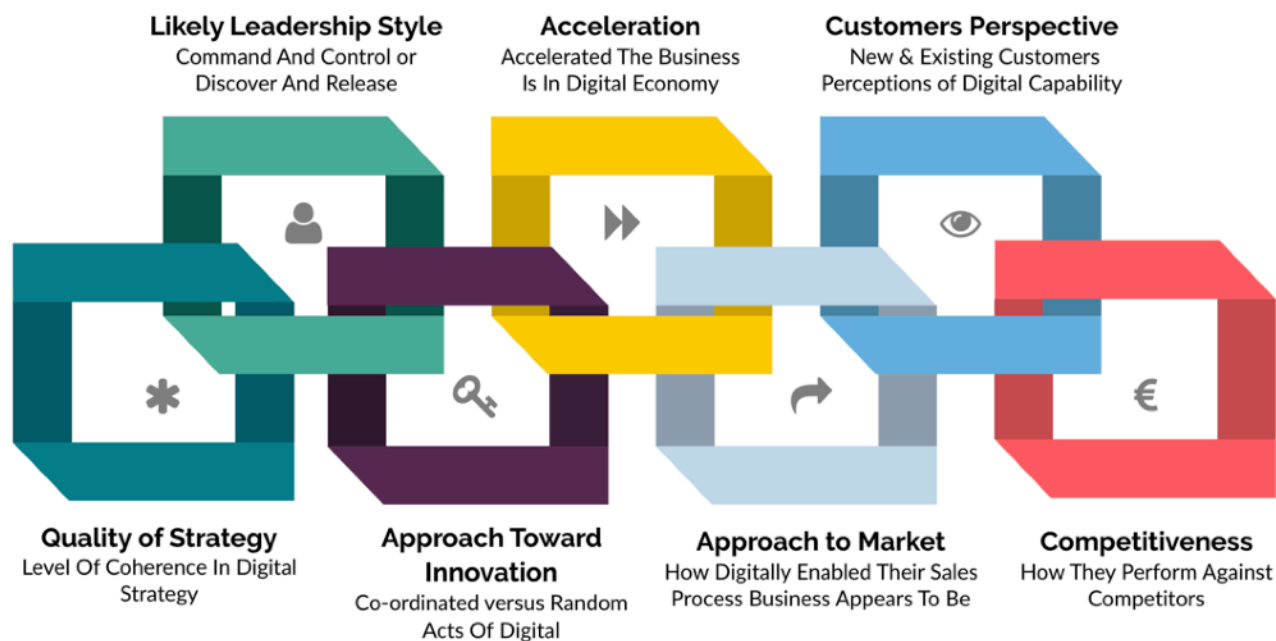 Likely Leadership Style
Command And Control or
Discover And Release
Acceleration
Accelerated The Business
Is In Digital Economy
Customers Perspective
New & Existing Customers
Perceptions of Digital Capability
€
Quality of Strategy
Level Of Coherence In Digital
Strategy
Approach Toward
Innovation
Co-ordinated versus Random
Acts Of Digital
Approach to Market
How Digitally Enabled Their Sales
Process Business Appears To Be
Competitiveness
How They Perform Against
Competitors